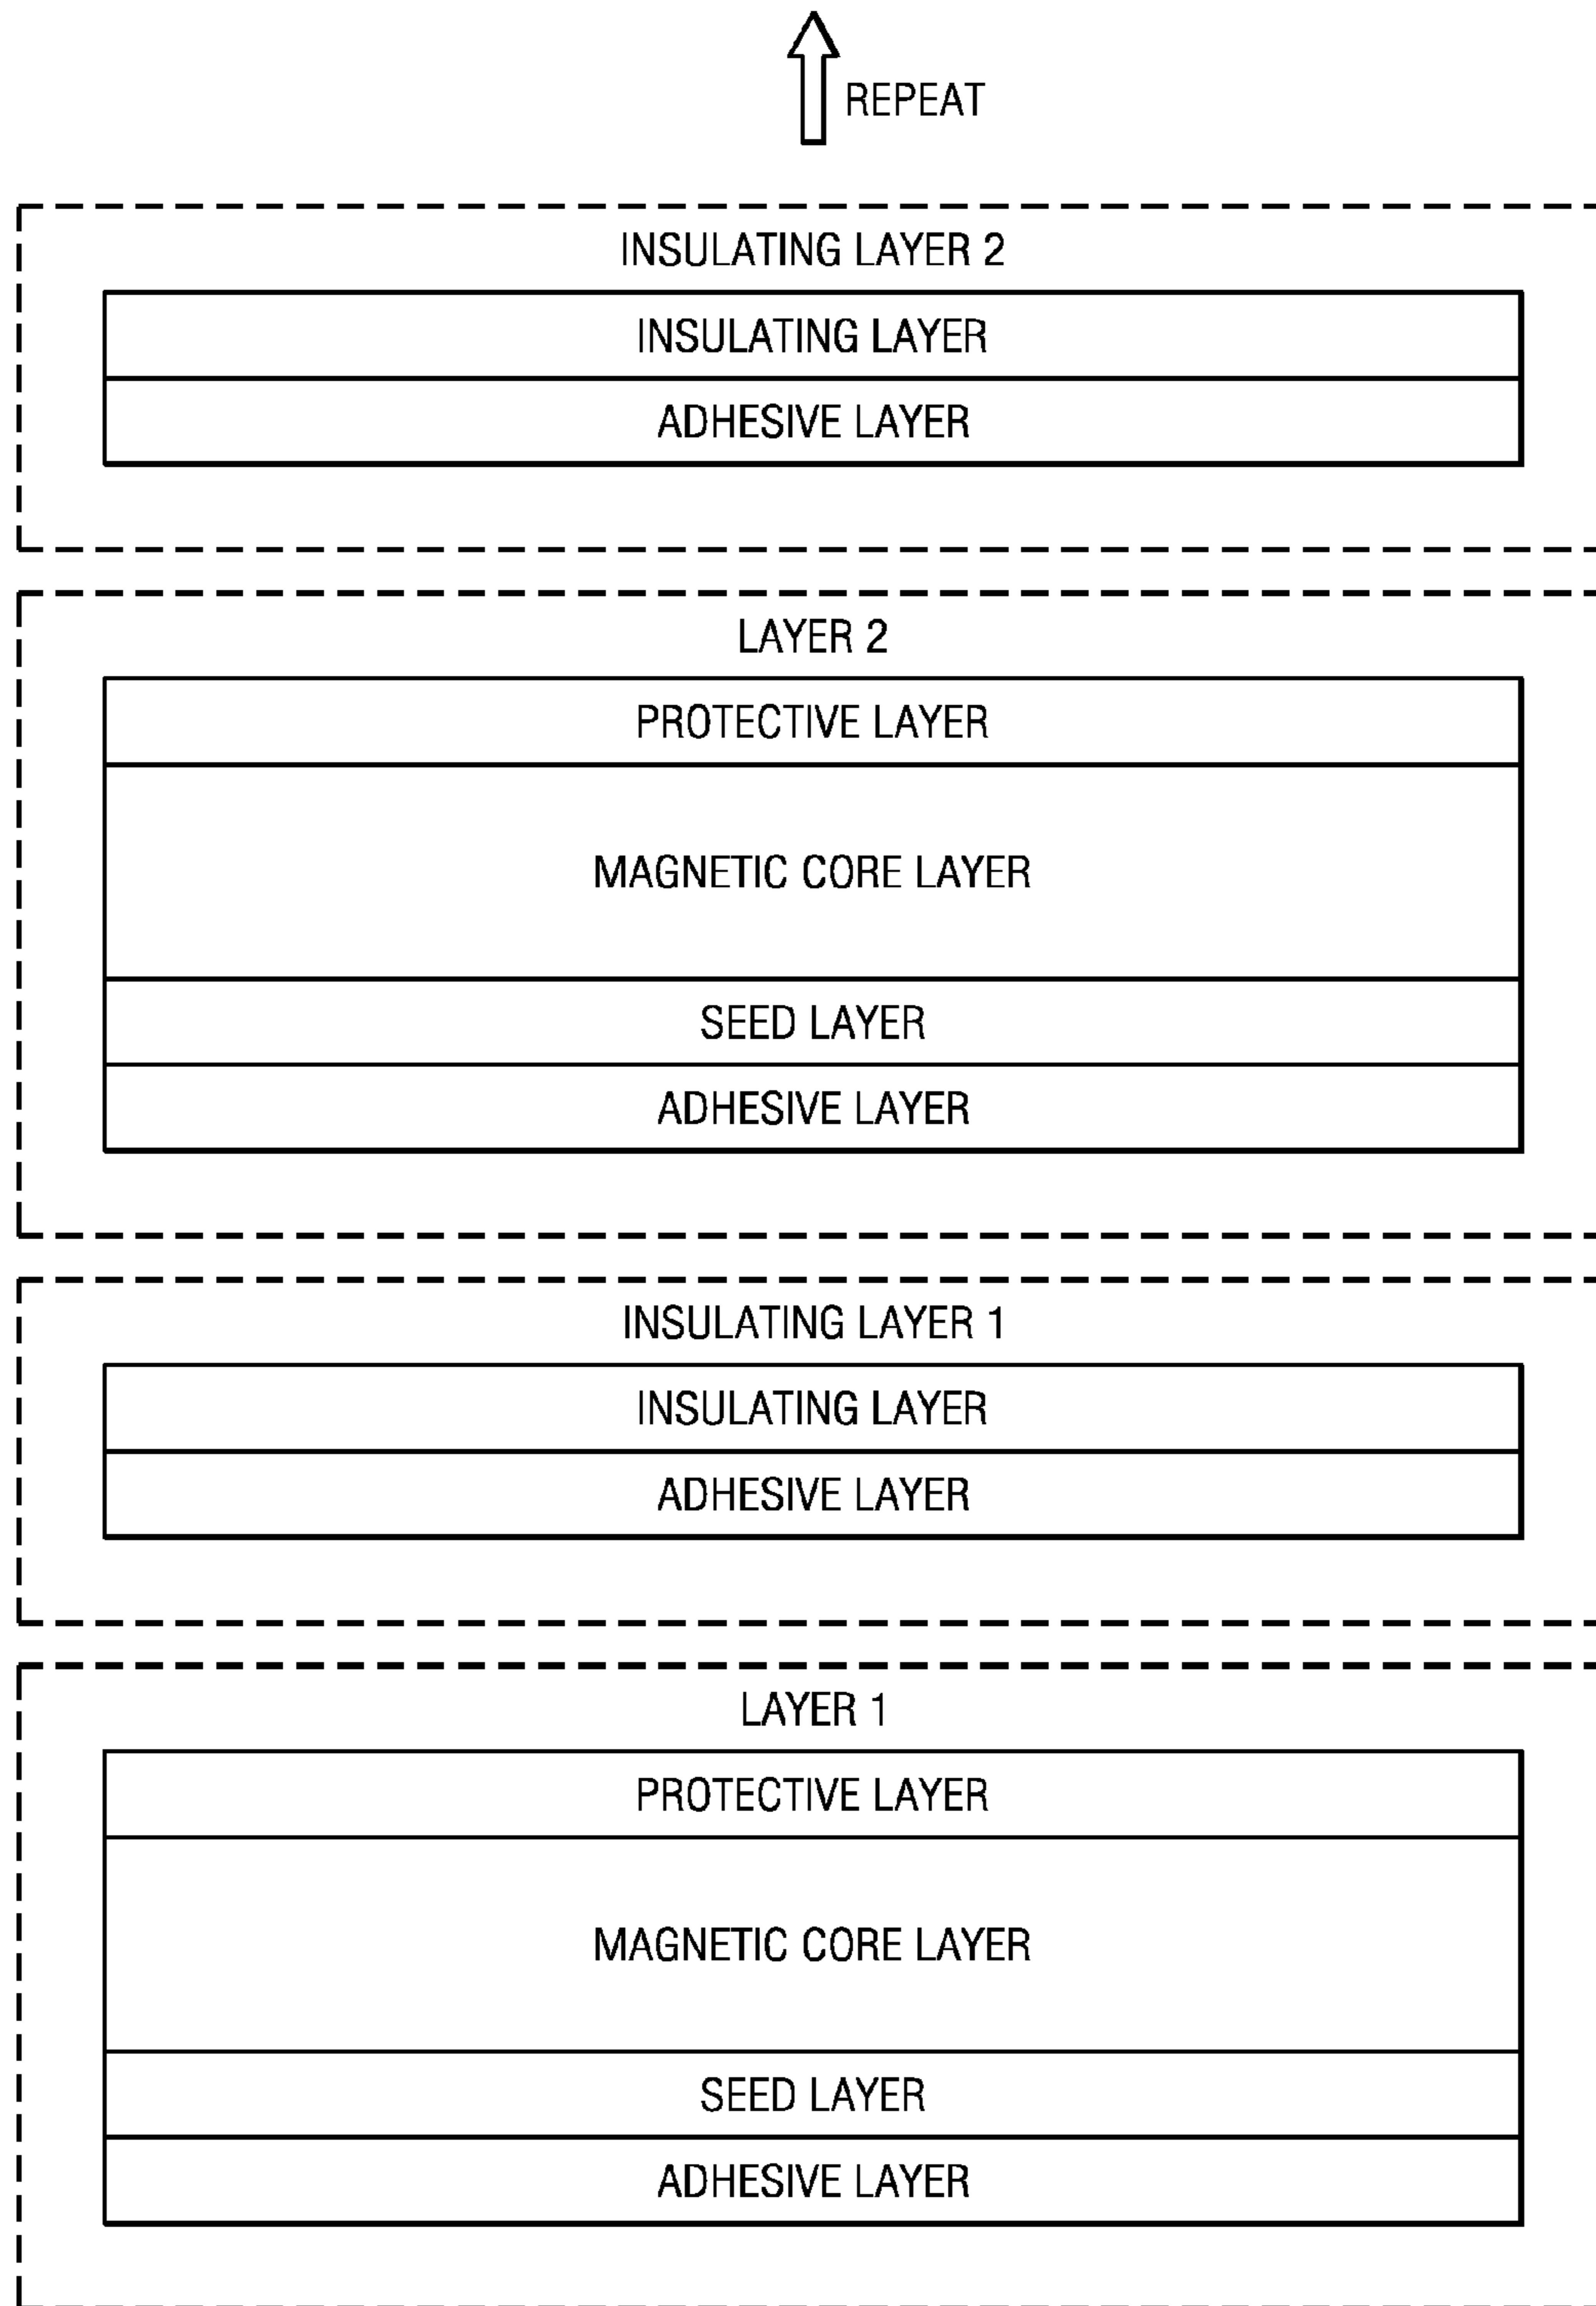 REPEAT
INSULATING LAYER 2
INSULATING LAYER
ADHESIVE LAYER
LAYER 2
PROTECTIVE LAYER
MAGNETIC CORE LAYER
SEED LAYER
ADHESIVE LAYER
INSULATING LAYER 1
INSULATING LAYER
ADHESIVE LAYER
LAYER 1
PROTECTIVE LAYER
MAGNETIC CORE LAYER
SEED LAYER
ADHESIVE LAYER